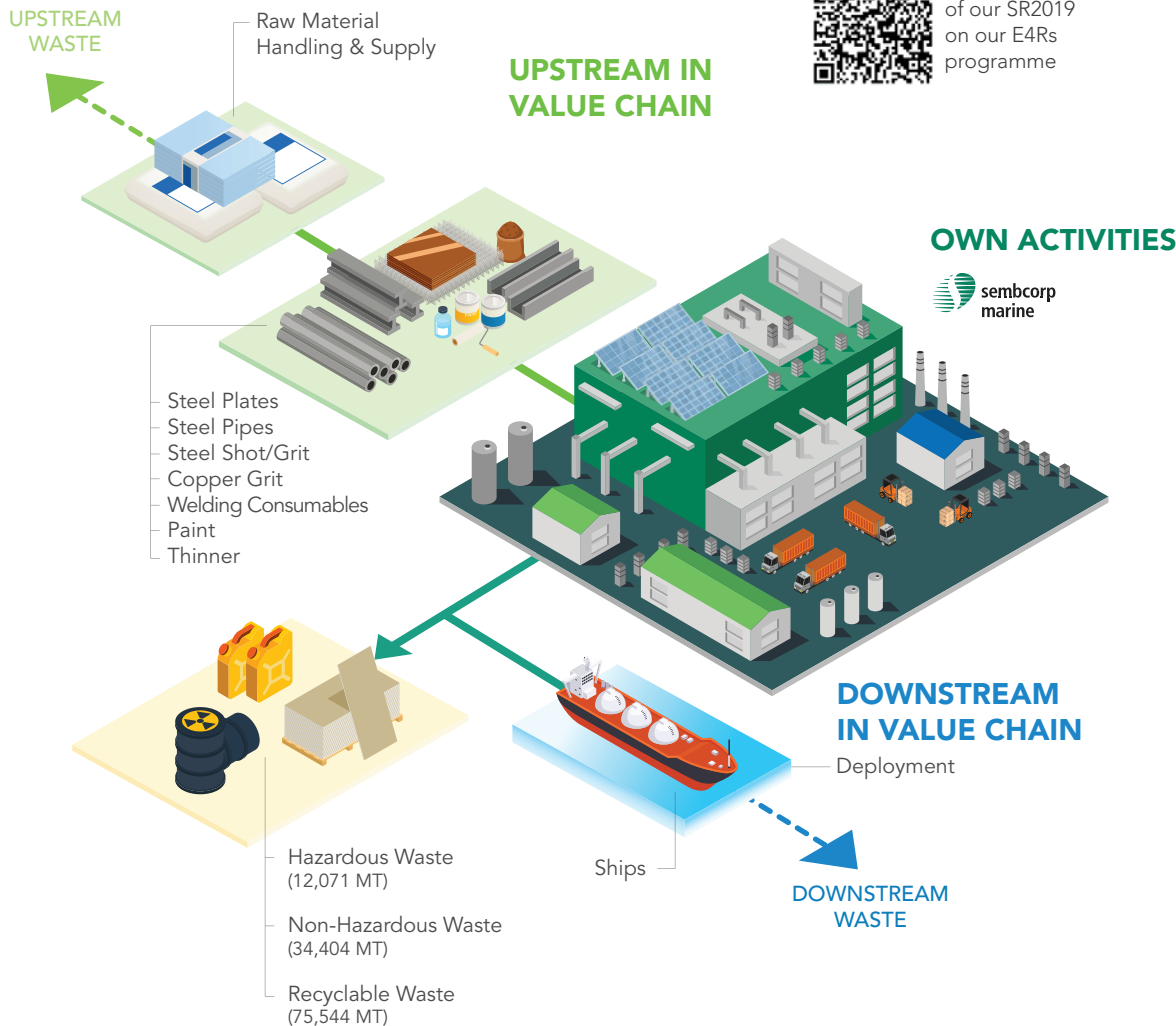 UPSTREAM
WASTE
Raw Material
Handling & Supply
of our SR2019
on our E4Rs
programme
UPSTREAM IN
VALUE CHAIN
OWN ACTIVITIES
sembcorp
marine
Steel Plates
Steel Pipes
Steel Shot/Grit
Copper Grit
Welding Consumables
Paint
Thinner
DOWNSTREAM
IN VALUE CHAIN
Deployment
Ships
DOWNSTREAM
WASTE
Hazardous Waste
(12,071 MT)
Non-Hazardous Waste
(34,404 MT)
Recyclable Waste
(75,544 MT)